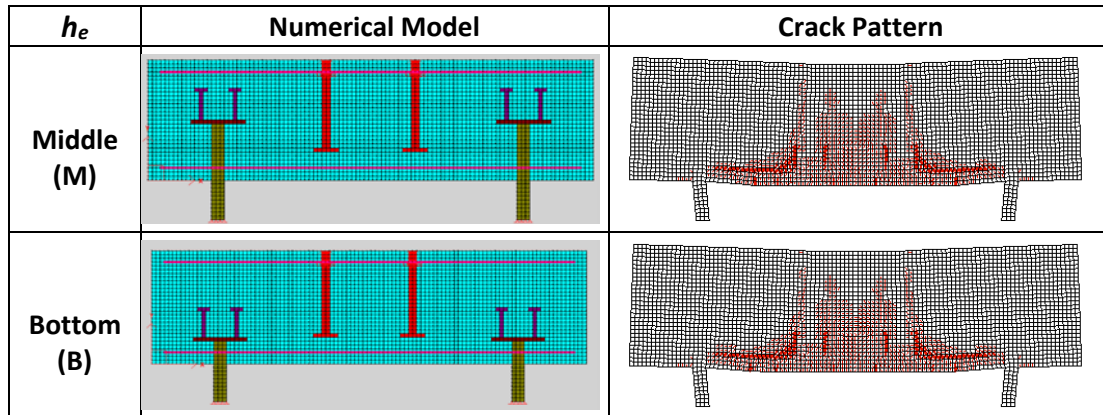 he
Numerical Model
Crack Pattern
Middle
(M)
Bottom
(B)